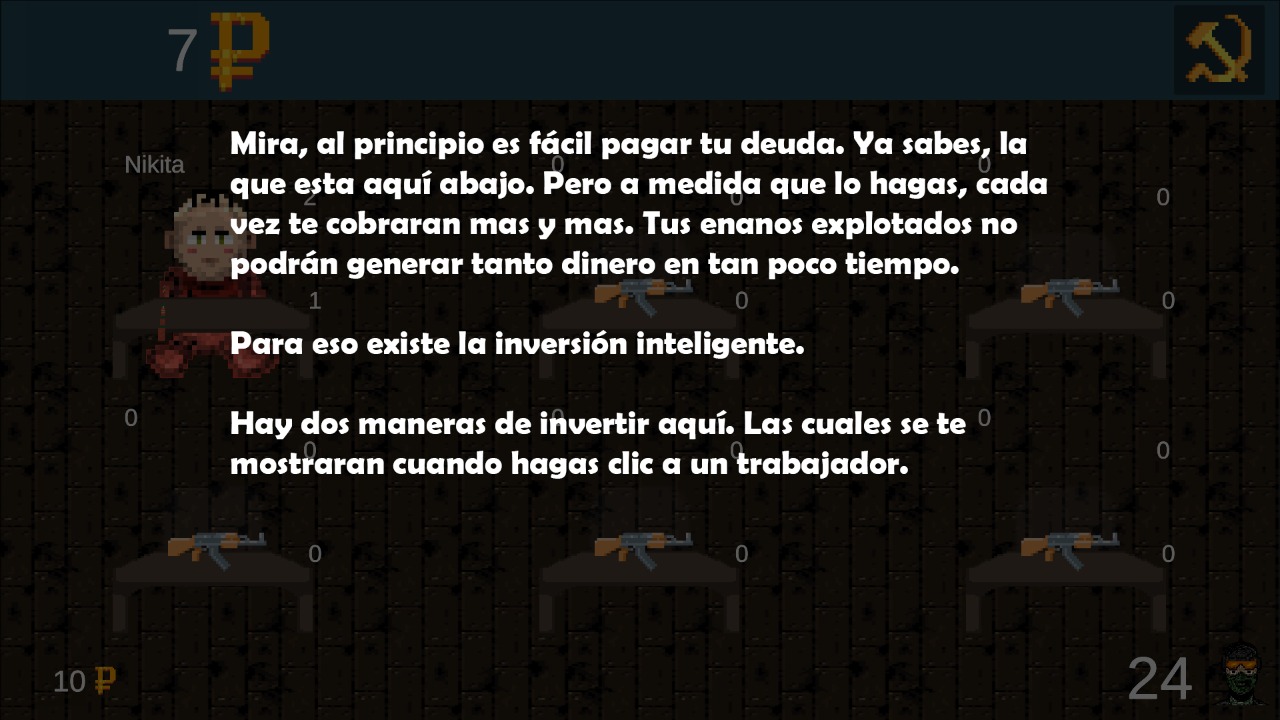 7
Mira, al principio es fácil pagar tu deuda. Ya sabes, la
que esta aquí abajo. Pero a medida que lo hagas, cada
vez te cobraran mas y mas. Tus enanos explotados no
podrán generar tanto dinero en tan poco tiempo.
Para eso existe la inversión inteligente.
Hay dos maneras de invertir aquí. Las cuales se te
mostraran cuando hagas clic a un trabajador.
Nikita
0
0
2
0
0
1
0
0
0
0
0
0
0
0
0
0
0
10
24